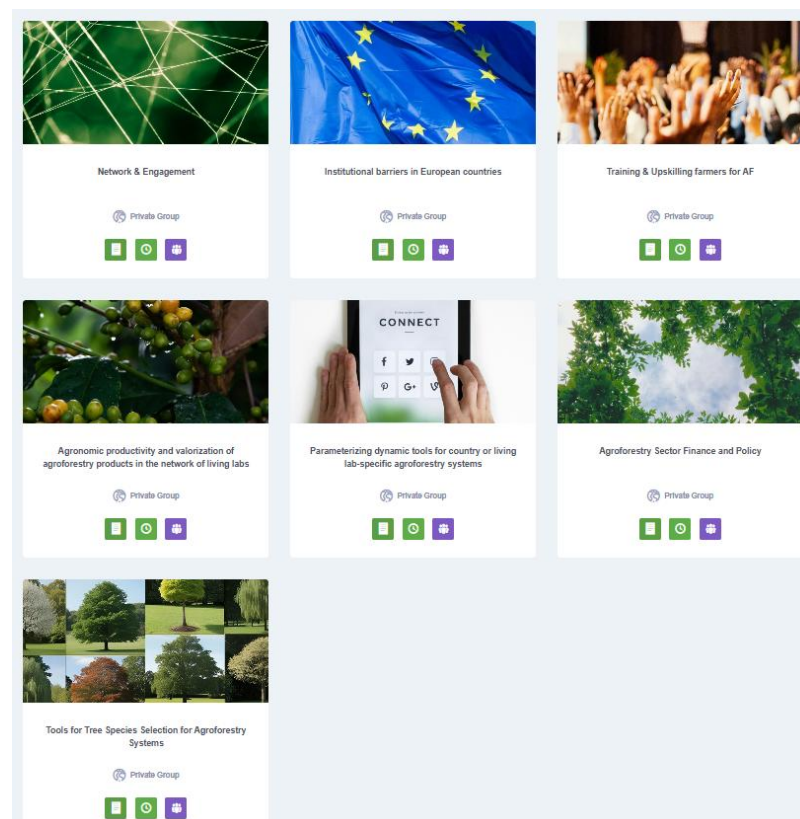 Network & Engagement
Private Group
Institutional barriers in European countries
Private Group
Training & Upskilling farmers for AF
Private Group
Agronomic productivity and valorization of
agroforestry products in the network of living labs
Private Group
CONNECT
Parameterizing dynamic tools for country or living
lab-specific agroforestry systems
Private Group
Agroforestry Sector Finance and Policy
Private Group
Tools for Tree Species Selection for Agroforestry
Systems
Private Group